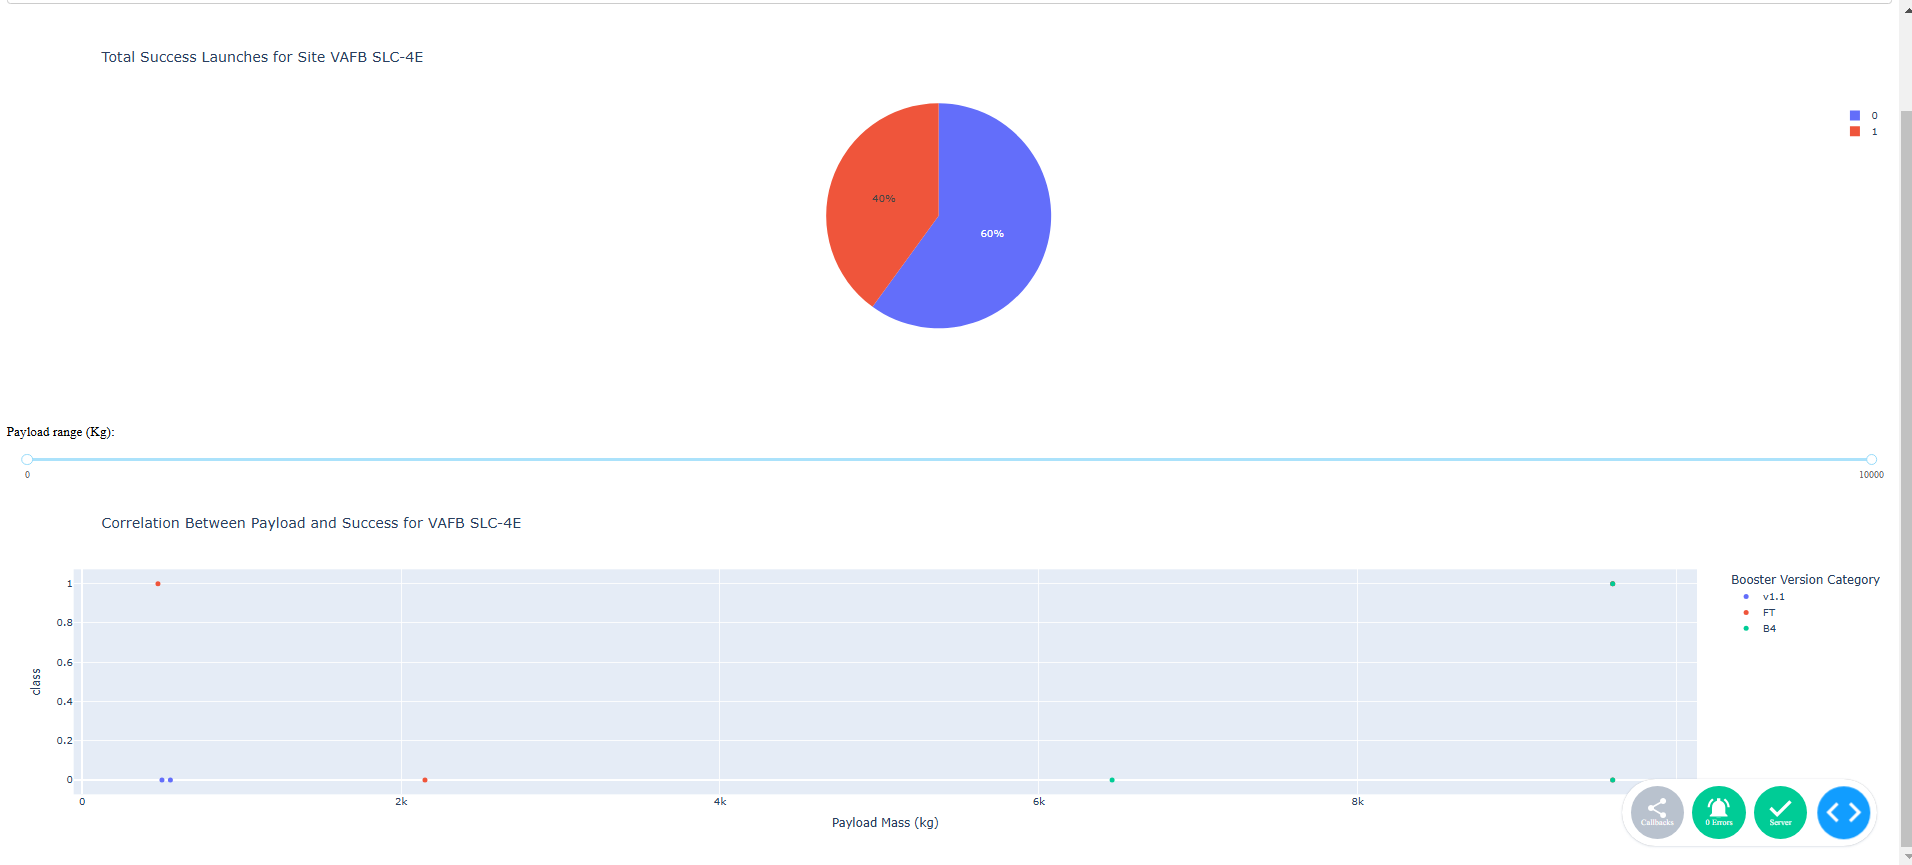 Total Success Launches for Site VAFB SLC-4E
0
1
40%
60%
Payload range (Kg):
0
10000
Correlation Between Payload and Success for VAFB SLC-4E
Booster Version Category
v1.1
FT
B4
1
0.8
0.6
0.4
0.2
0
class
0
2k
4k
6k
8k
Payload Mass (kg)
Callbacks
0 Errors
Server